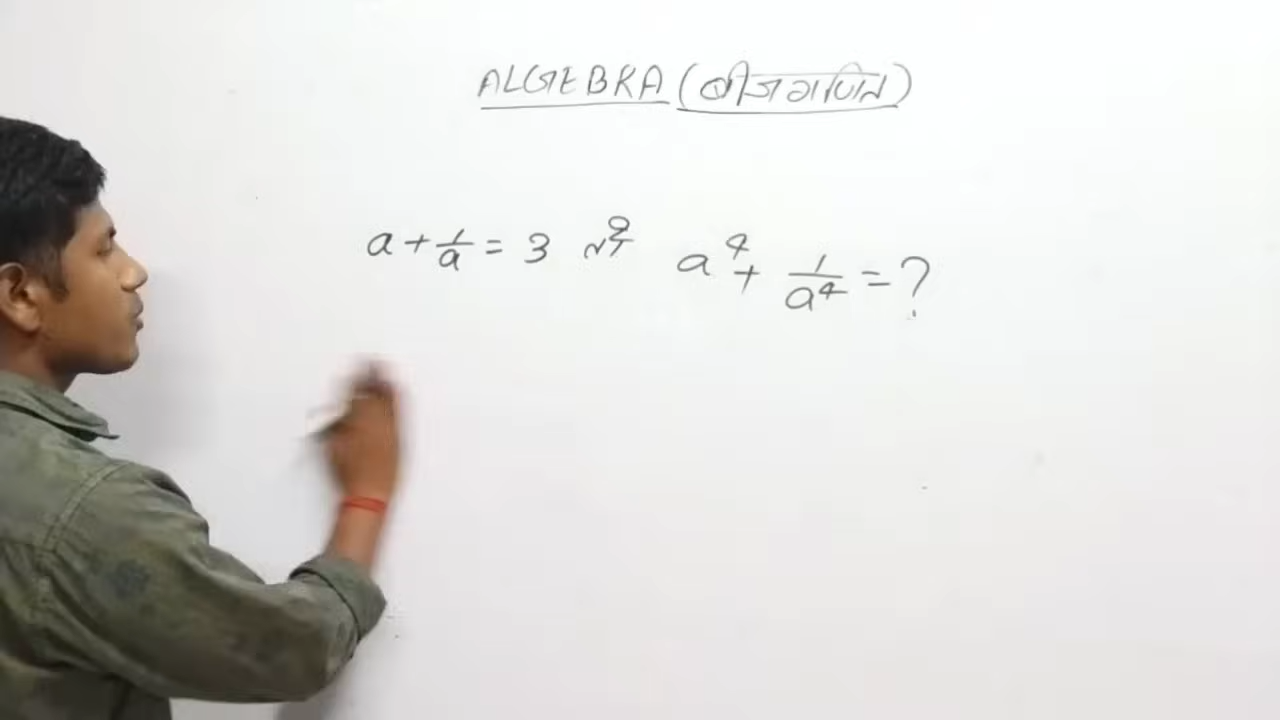 ALGEBRA (बीजगणित)
a + 1/a = 3 तो a⁴ + 1/a⁴ = ?